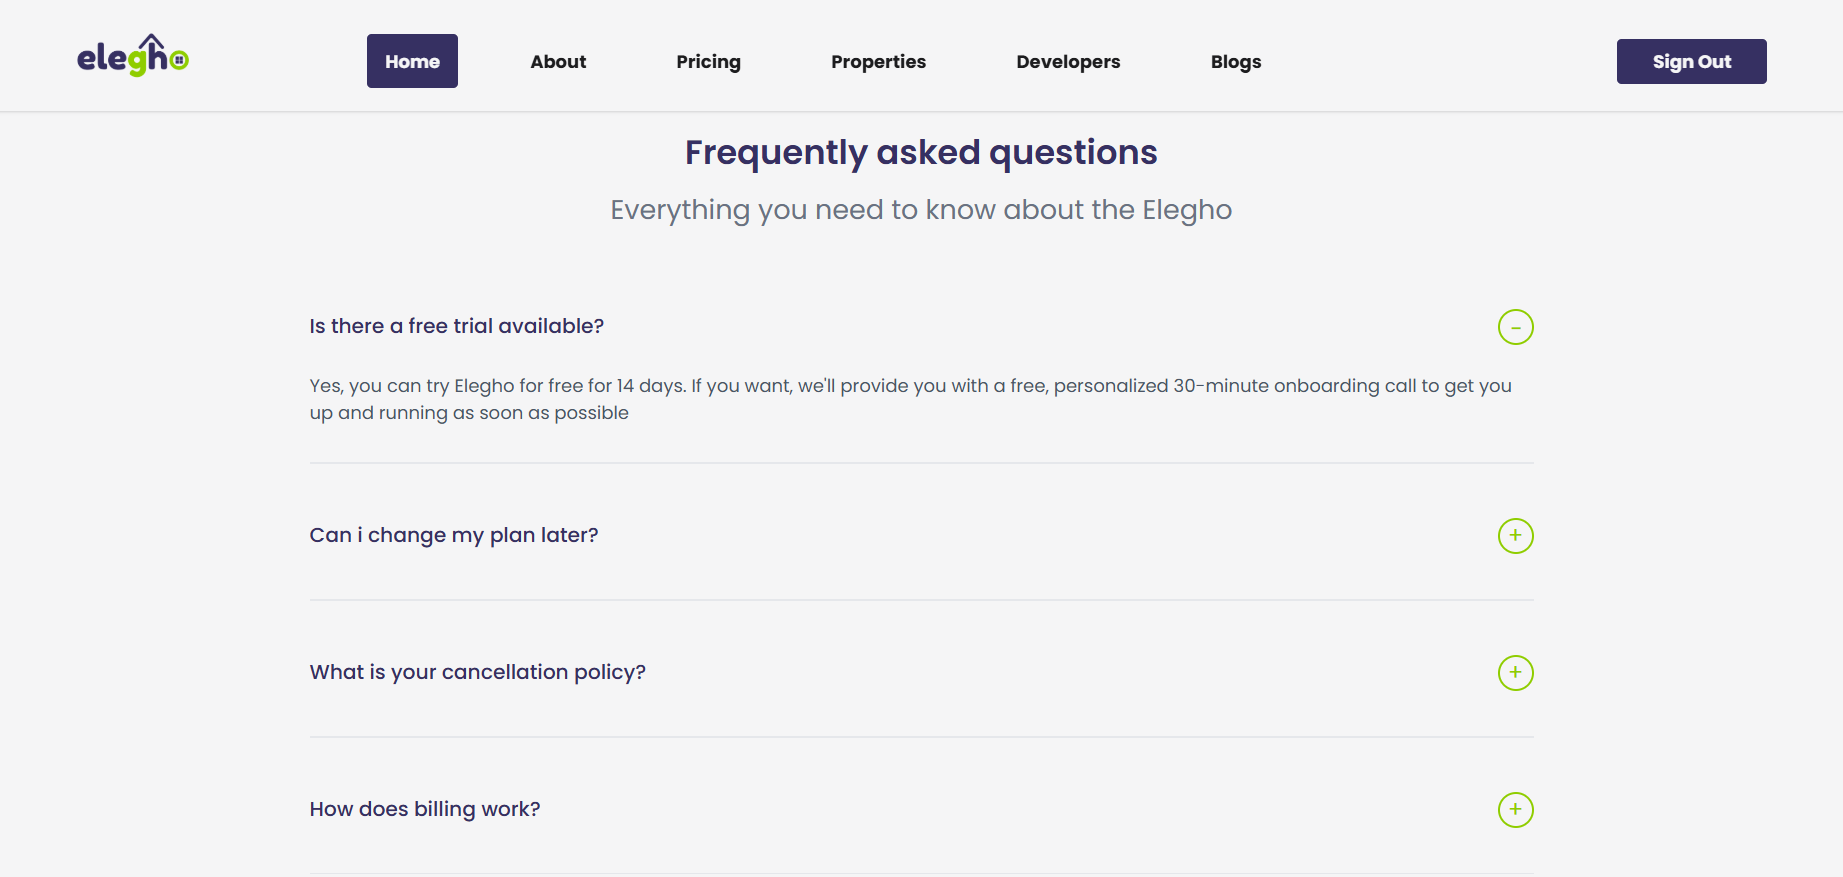 elegho
Home About Pricing Properties Developers Blogs Sign Out
Frequently asked questions
Everything you need to know about the Elegho
Is there a free trial available?
-
Yes, you can try Elegho for free for 14 days. If you want, we'll provide you with a free, personalized 30-minute onboarding call to get you
up and running as soon as possible
Can i change my plan later?
+
What is your cancellation policy?
+
How does billing work?
+